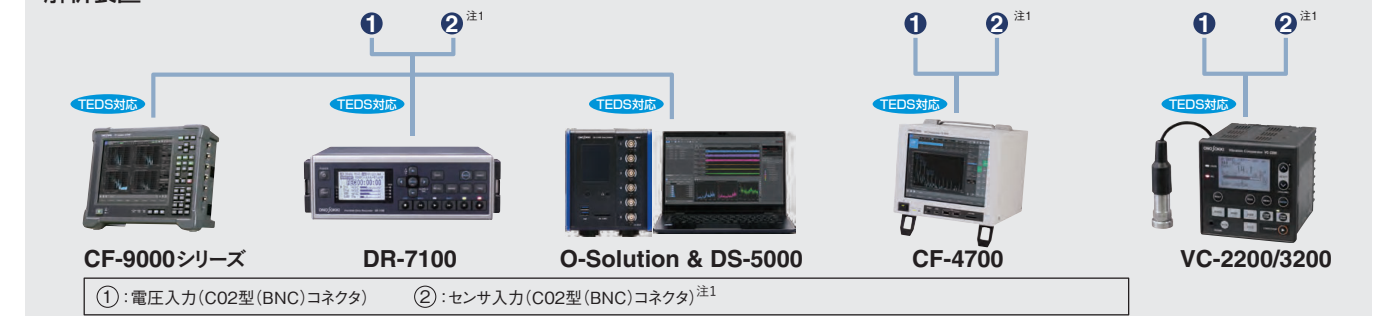 ❶ ❷注1 ❶ ❷注1 ❶ ❷注1
TEDS対応 TEDS対応 TEDS対応 TEDS対応 TEDS対応
CF-9000シリーズ DR-7100 O-Solution & DS-5000 CF-4700 VC-2200/3200
①:電圧入力(C02型(BNC)コネクタ) ②:センサ入力(C02型(BNC)コネクタ)注1